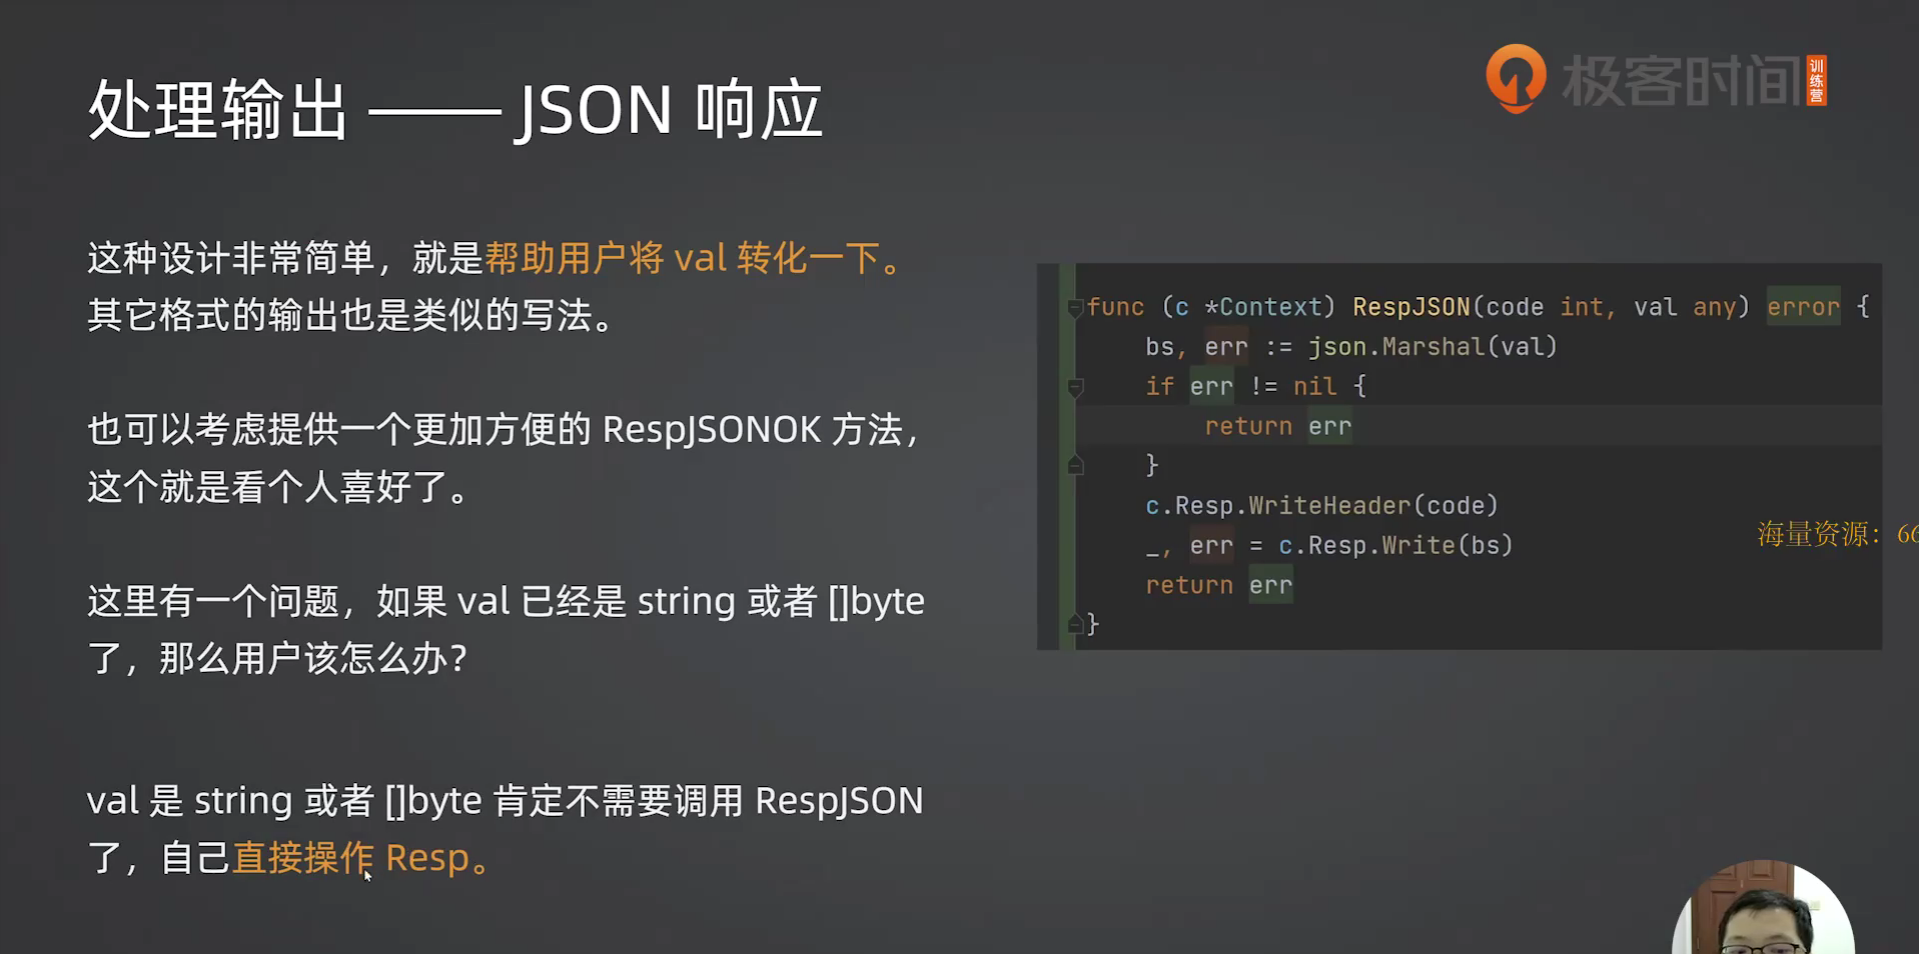 处理输出 —— JSON 响应
极客时间
训练营
这种设计非常简单，就是帮助用户将 val 转化一下。
其它格式的输出也是类似的写法。
也可以考虑提供一个更加方便的 RespJSONOK 方法，
这个就是看个人喜好了。
这里有一个问题，如果 val 已经是 string 或者 []byte
了，那么用户该怎么办？
val 是 string 或者 []byte 肯定不需要调用 RespJSON
了，自己直接操作 Resp。
func (c *Context) RespJSON(code int, val any) error {
bs, err := json.Marshal(val)
if err != nil {
return err
}
c.Resp.WriteHeader(code)
_, err = c.Resp.Write(bs)
return err
}
海量资源：66